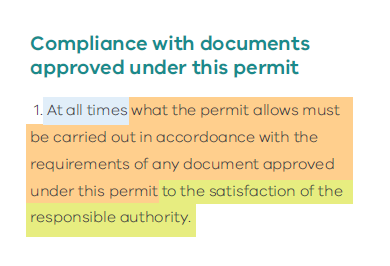 Compliance with documents
approved under this permit
1. At all times what the permit allows must
be carried out in accordoance with the
requirements of any document approved
under this permit to the satisfaction of the
responsible authority.